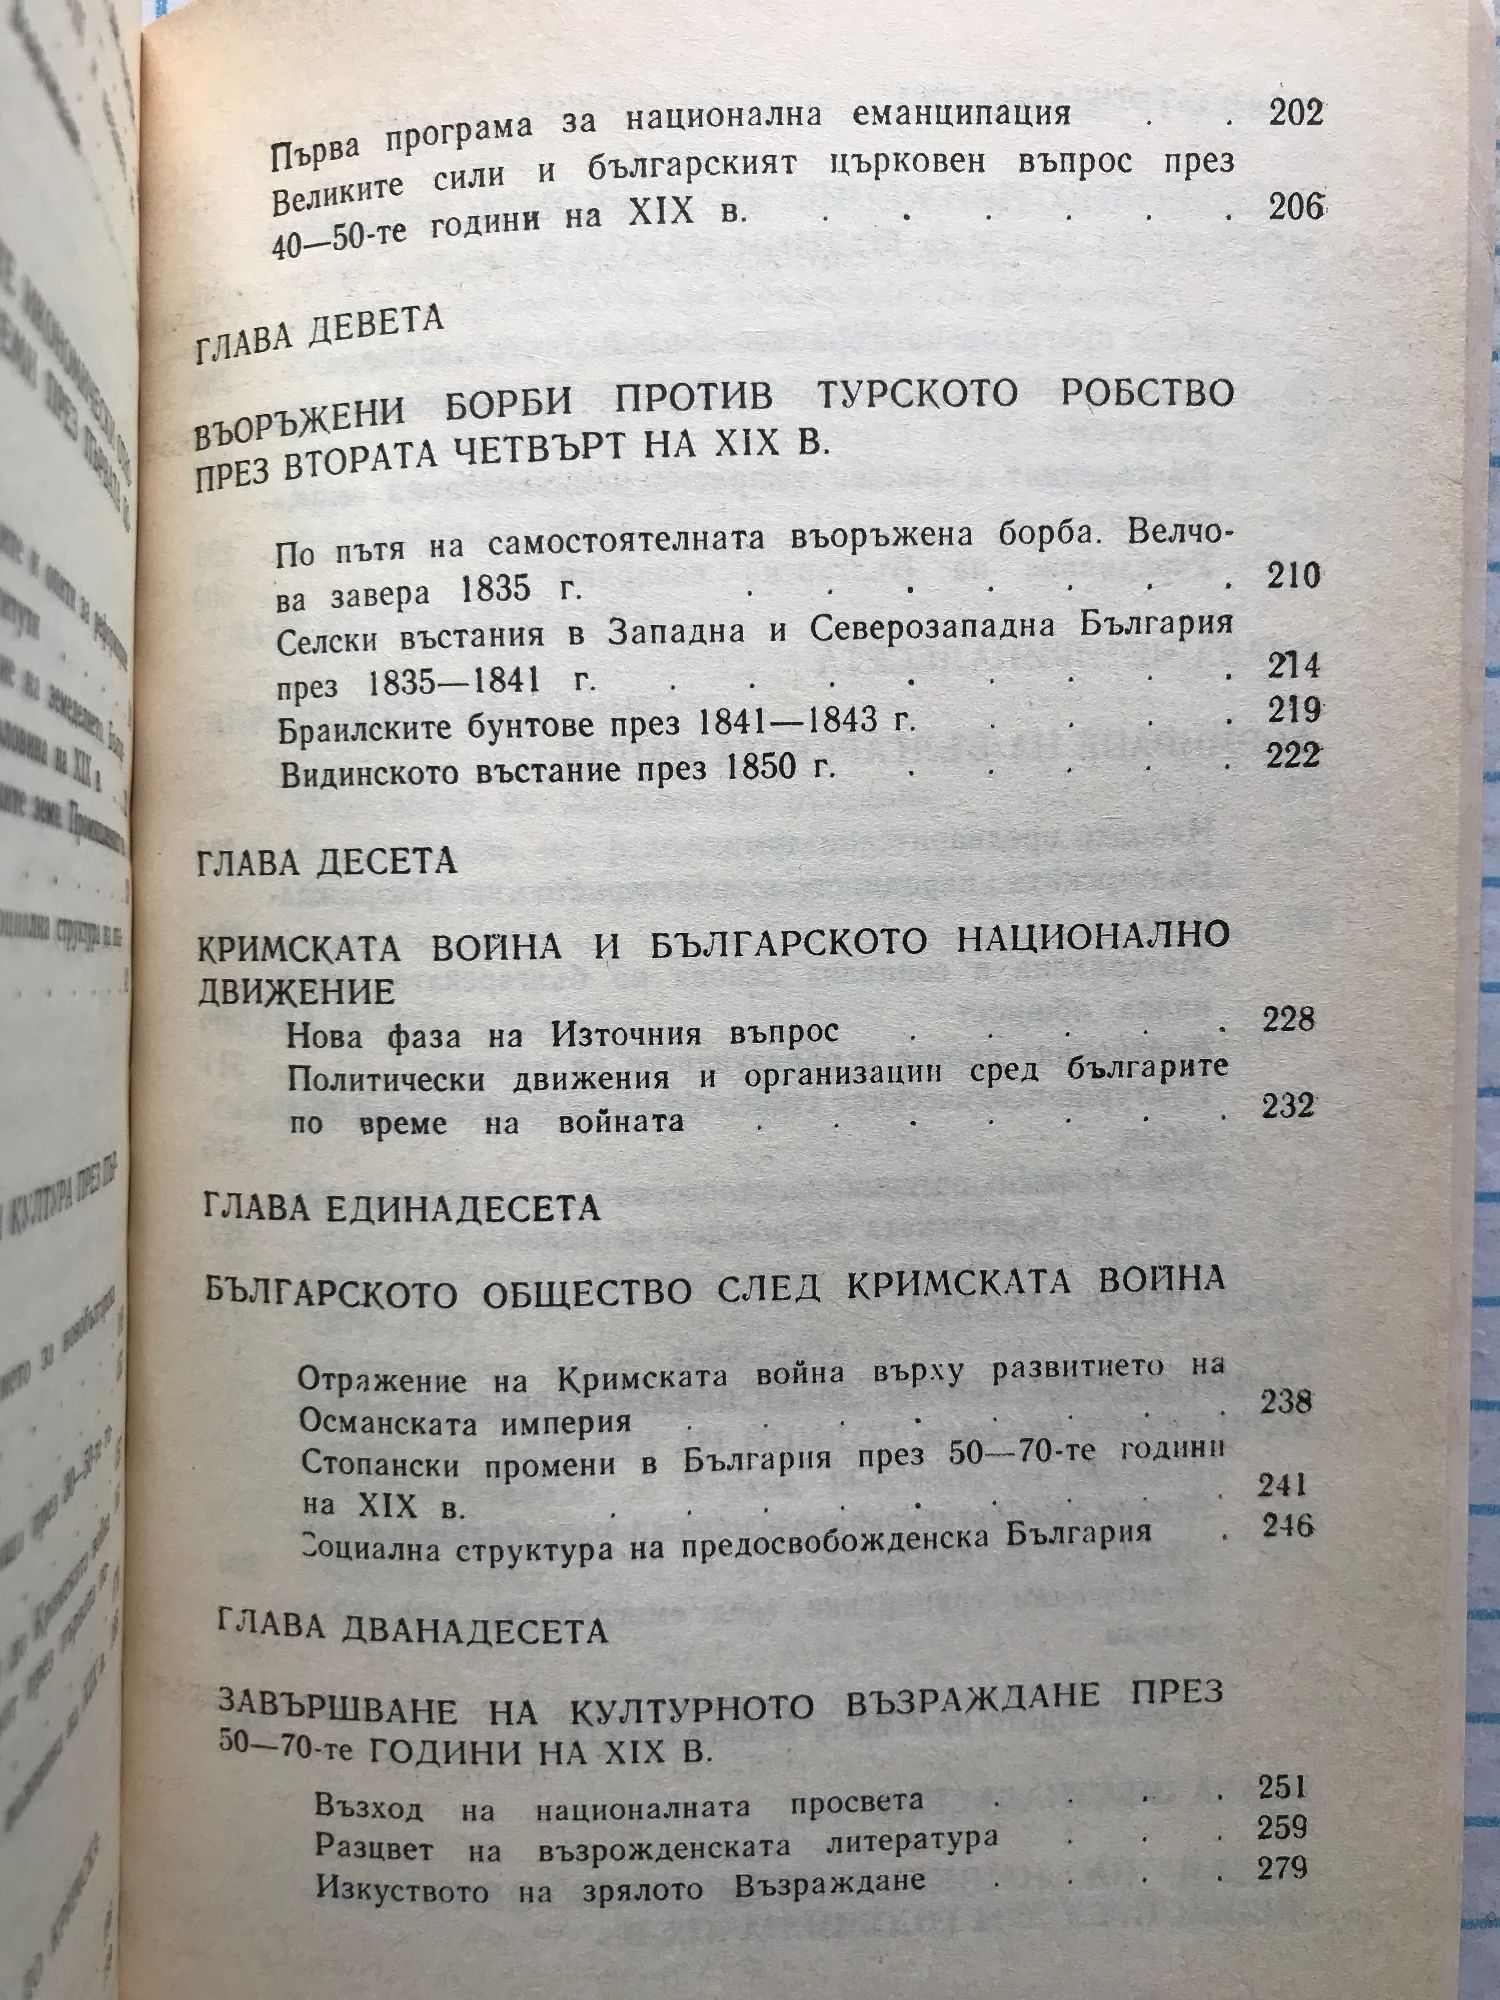 Първа програма за национална еманципация . . 202
Великите сили и българският църковен въпрос през
40—50-те години на XIX в. . . . . . . 206
ГЛАВА ДЕВЕТА
ВЪОРЪЖЕНИ БОРБИ ПРОТИВ ТУРСКОТО РОБСТВО
ПРЕЗ ВТОРАТА ЧЕТВЪРТ НА XIX В.
По пътя на самостоятелната въоръжена борба. Велчо-
ва завера 1835 г. . . . . . . . 210
Селски въстания в Западна и Северозападна България
през 1835—1841 г. . . . . . . . . 214
Браилските бунтове през 1841—1843 г. . . . . 219
Видинското въстание през 1850 г. . . . . . 222
ГЛАВА ДЕСЕТА
КРИМСКАТА ВОЙНА И БЪЛГАРСКОТО НАЦИОНАЛНО
ДВИЖЕНИЕ
Нова фаза на Източния въпрос . . . . . 228
Политически движения и организации сред българите
по време на войната . . . . . . . 232
ГЛАВА ЕДИНАДЕСЕТА
БЪЛГАРСКОТО ОБЩЕСТВО СЛЕД КРИМСКАТА ВОЙНА
Отражение на Кримската война върху развитието на
Османската империя . . . . . . . . 238
Стопански промени в България през 50—70-те години
на XIX в. . . . . . . . . . 241
Социална структура на предосвобожденска България . 246
ГЛАВА ДВАНАДЕСЕТА
ЗАВЪРШВАНЕ НА КУЛТУРНОТО ВЪЗРАЖДАНЕ ПРЕЗ
50—70-те ГОДИНИ НА XIX В.
Възход на националната просвета . . . . 251
Разцвет на възрожденската литература . . . 259
Изкуството на зрялото Възраждане . . . . 279